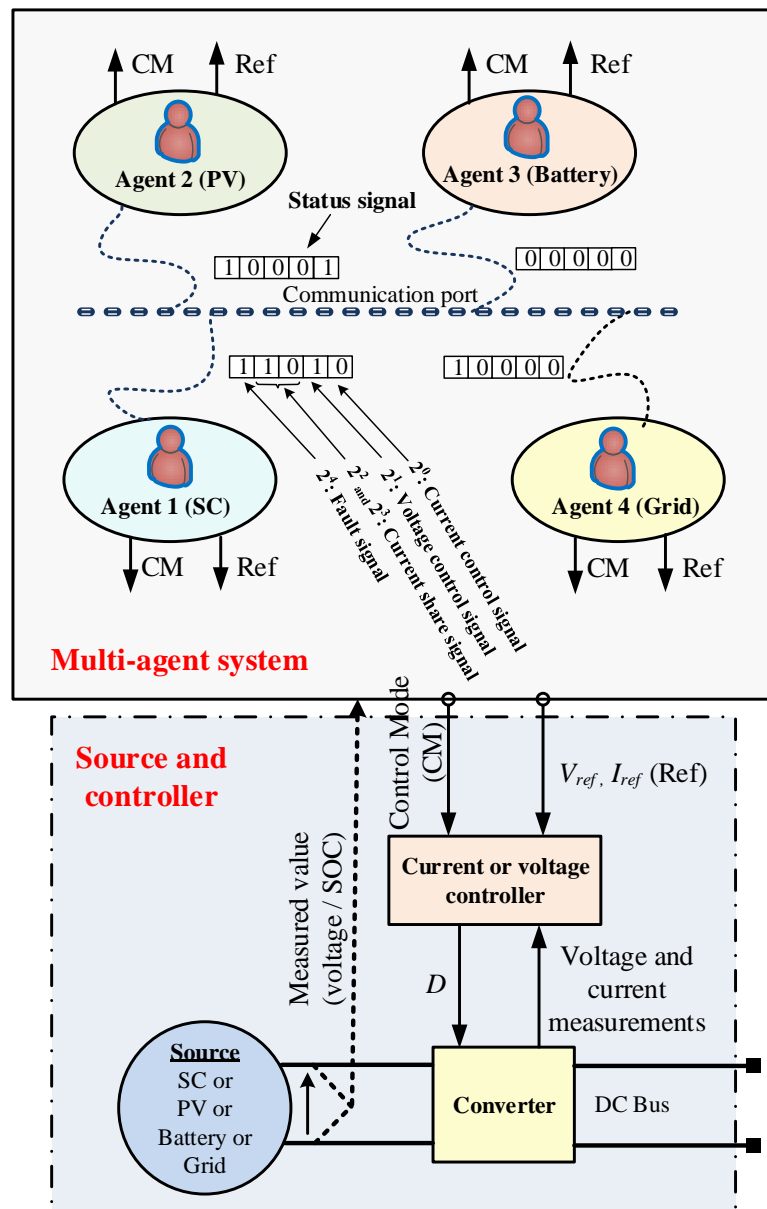 CM
Ref
CM
Ref
Agent 2 (PV)
Agent 3 (Battery)
Status signal
1 0 0 0 1
0 0 0 0 0
Communication port
1 1 0 1 0
1 0 0 0 0
Agent 1 (SC)
Agent 4 (Grid)
2⁴: Fault signal
2² and 2³: Current share signal
2¹: Voltage control signal
2⁰: Current control signal
CM
Ref
CM
Ref
Multi-agent system
Source and
controller
Measured value
(voltage / SOC)
Control Mode
(CM)
Vref , Iref (Ref)
Current or voltage
controller
D
Voltage and
current
measurements
Source
SC or
PV or
Battery or
Grid
Converter
DC Bus